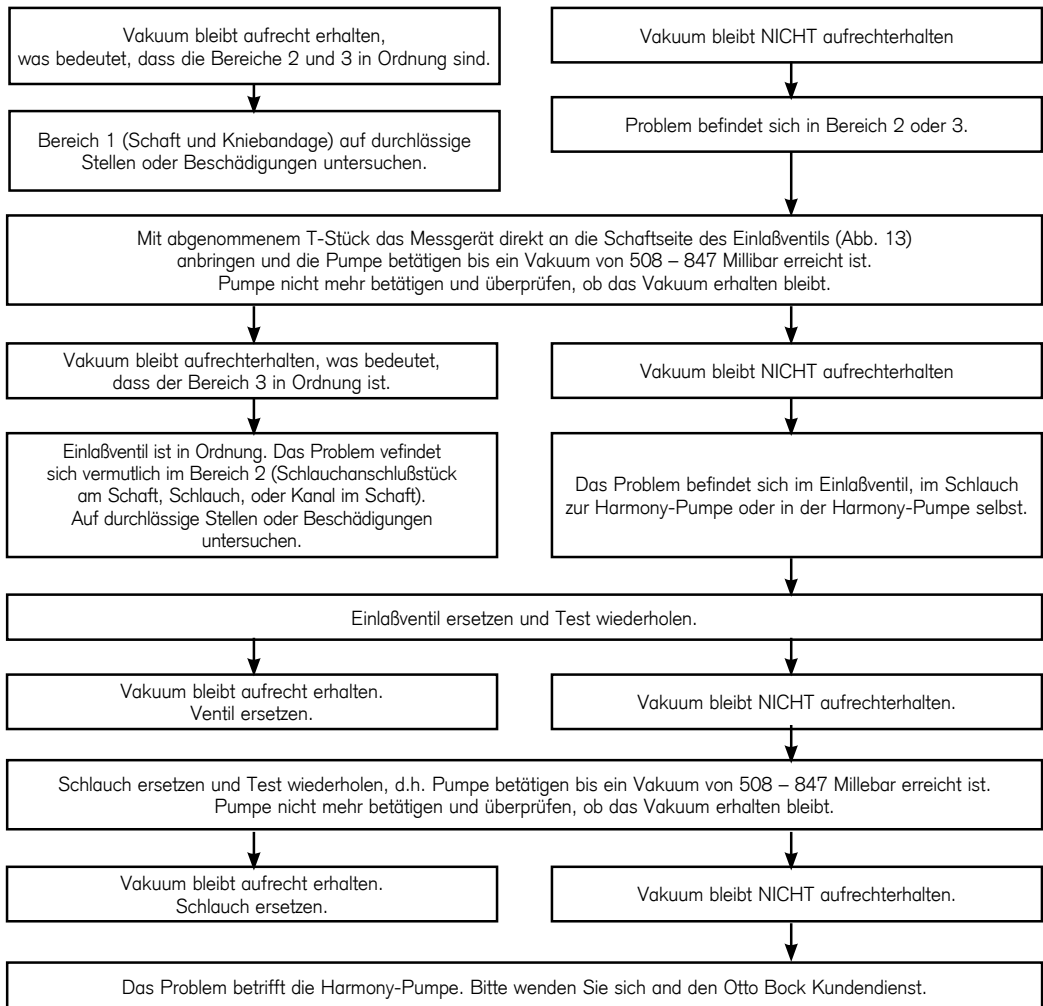 Vakuum bleibt aufrecht erhalten,
was bedeutet, dass die Bereiche 2 und 3 in Ordnung sind.
Vakuum bleibt NICHT aufrechterhalten
Bereich 1 (Schaft und Kniebandage) auf durchlässige
Stellen oder Beschädigungen untersuchen.
Problem befindet sich in Bereich 2 oder 3.
Mit abgenommenem T-Stück das Messgerät direkt an die Schaftseite des Einlaßventils (Abb. 13)
anbringen und die Pumpe betätigen bis ein Vakuum von 508 – 847 Millibar erreicht ist.
Pumpe nicht mehr betätigen und überprüfen, ob das Vakuum erhalten bleibt.
Vakuum bleibt aufrechterhalten, was bedeutet,
dass der Bereich 3 in Ordnung ist.
Vakuum bleibt NICHT aufrechterhalten
Einlaßventil ist in Ordnung. Das Problem vefindet
sich vermutlich im Bereich 2 (Schlauchanschlußstück
am Schaft, Schlauch, oder Kanal im Schaft).
Auf durchlässige Stellen oder Beschädigungen
untersuchen.
Das Problem befindet sich im Einlaßventil, im Schlauch
zur Harmony-Pumpe oder in der Harmony-Pumpe selbst.
Einlaßventil ersetzen und Test wiederholen.
Vakuum bleibt aufrecht erhalten.
Ventil ersetzen.
Vakuum bleibt NICHT aufrechterhalten.
Schlauch ersetzen und Test wiederholen, d.h. Pumpe betätigen bis ein Vakuum von 508 – 847 Millebar erreicht ist.
Pumpe nicht mehr betätigen und überprüfen, ob das Vakuum erhalten bleibt.
Vakuum bleibt aufrecht erhalten.
Schlauch ersetzen.
Vakuum bleibt NICHT aufrechterhalten.
Das Problem betrifft die Harmony-Pumpe. Bitte wenden Sie sich and den Otto Bock Kundendienst.